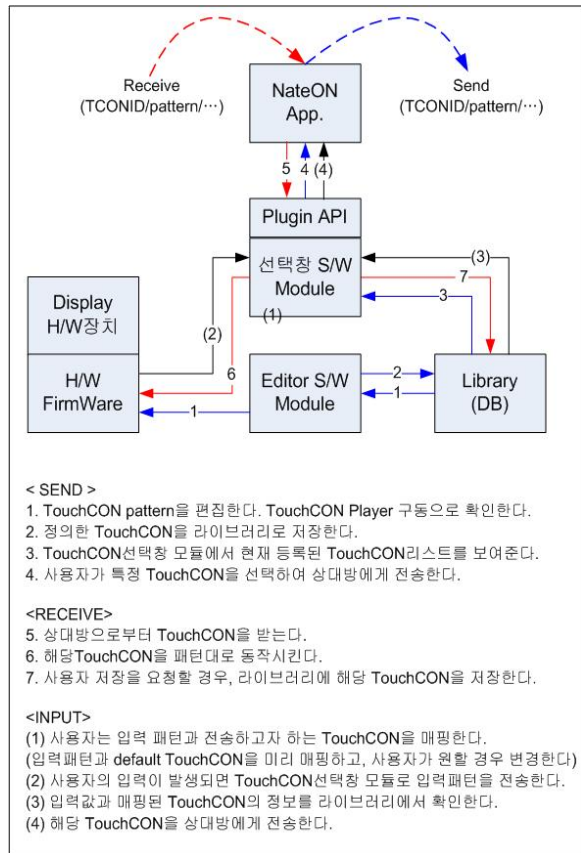 Receive
(TCONID/pattern/…)
NateON
App.
Send
(TCONID/pattern/…)
5
4
(4)
Plugin API
선택창 S/W
Module
(1)
(3)
7
3
Display
H/W장치
(2)
6
H/W
FirmWare
1
Editor S/W
Module
2
1
Library
(DB)
< SEND >
1. TouchCON pattern을 편집한다. TouchCON Player 구동으로 확인한다.
2. 정의한 TouchCON을 라이브러리로 저장한다.
3. TouchCON선택창 모듈에서 현재 등록된 TouchCON리스트를 보여준다.
4. 사용자가 특정 TouchCON을 선택하여 상대방에게 전송한다.
<RECEIVE>
5. 상대방으로부터 TouchCON을 받는다.
6. 해당TouchCON을 패턴대로 동작시킨다.
7. 사용자 저장을 요청할 경우, 라이브러리에 해당 TouchCON을 저장한다.
<INPUT>
(1) 사용자는 입력 패턴과 전송하고자 하는 TouchCON을 매핑한다.
(입력패턴과 default TouchCON을 미리 매핑하고, 사용자가 원할 경우 변경한다)
(2) 사용자의 입력이 발생되면 TouchCON선택창 모듈로 입력패턴을 전송한다.
(3) 입력값과 매핑된 TouchCON의 정보를 라이브러리에서 확인한다.
(4) 해당 TouchCON을 상대방에게 전송한다.